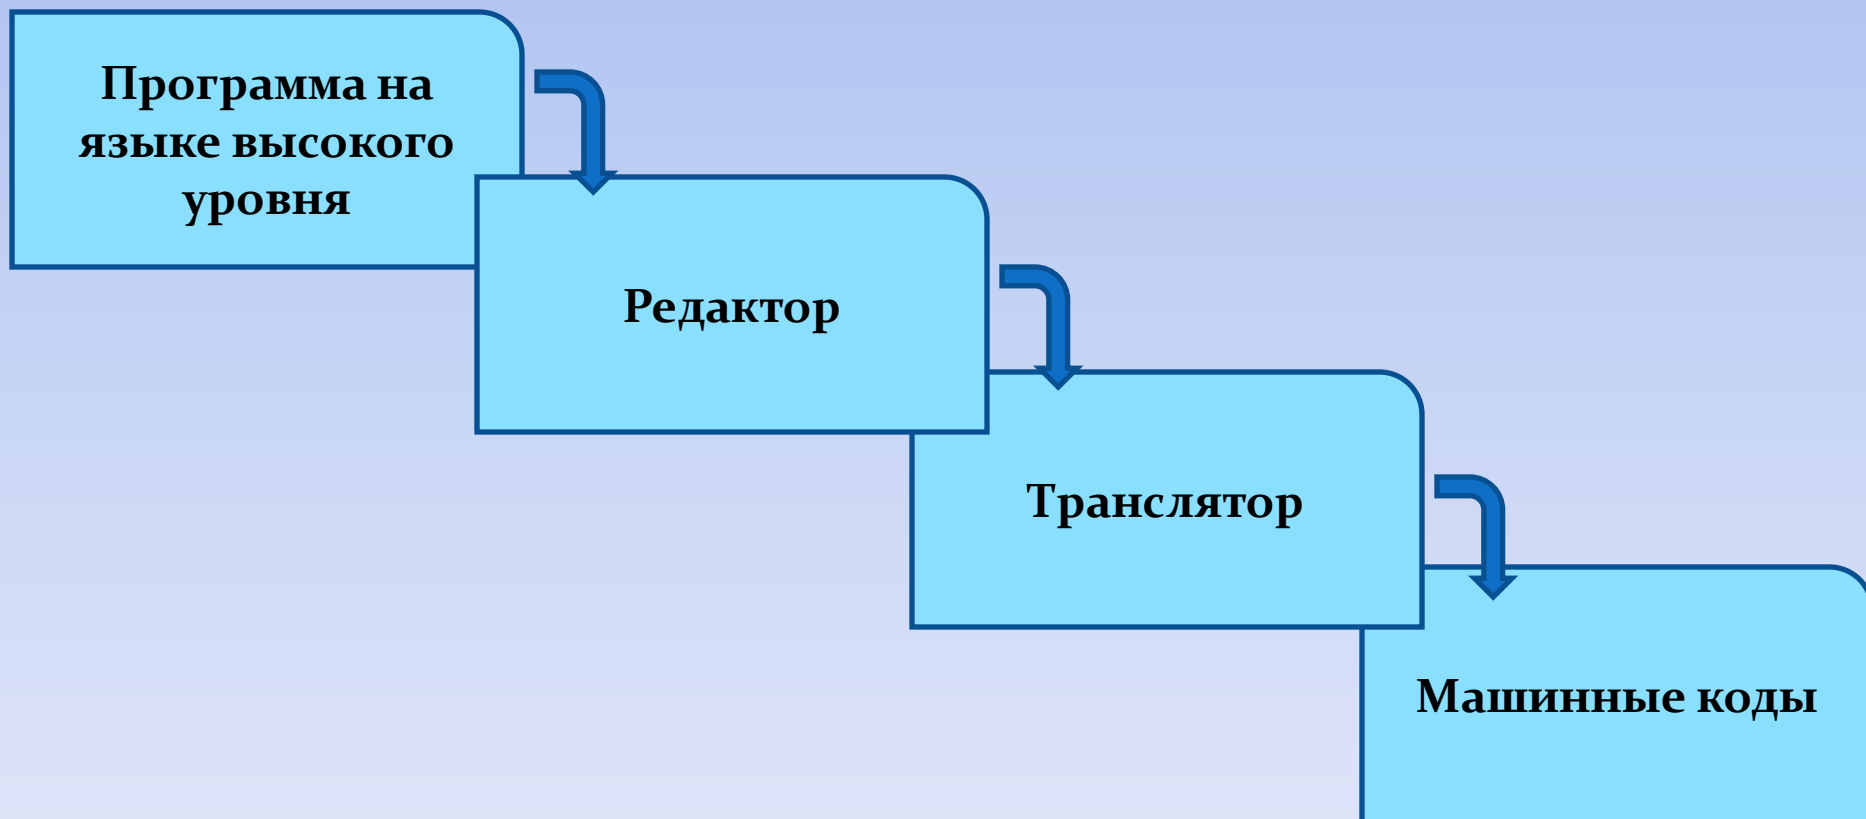 Программа на
языке высокого
уровня
Редактор
Транслятор
Машинные коды